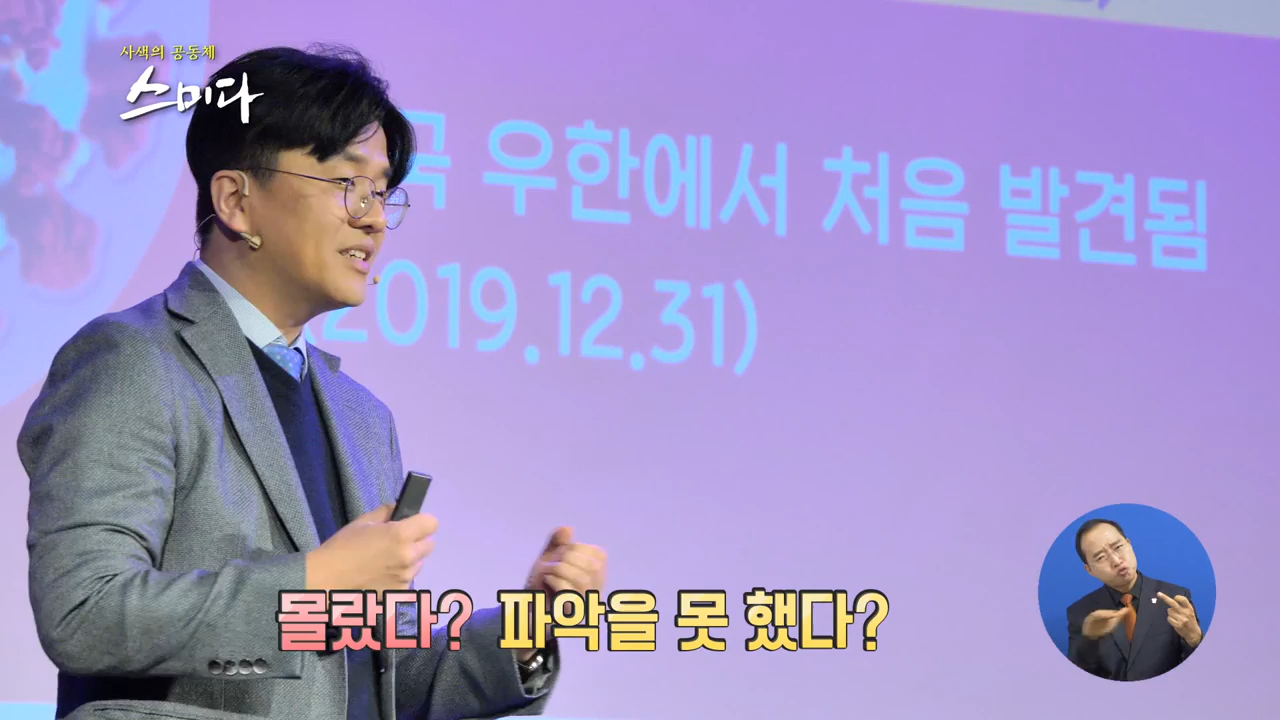 사색의 공동체
스미다
국 우한에서 처음 발견됨
2019.12.31)
몰랐다? 파악을 못 했다?